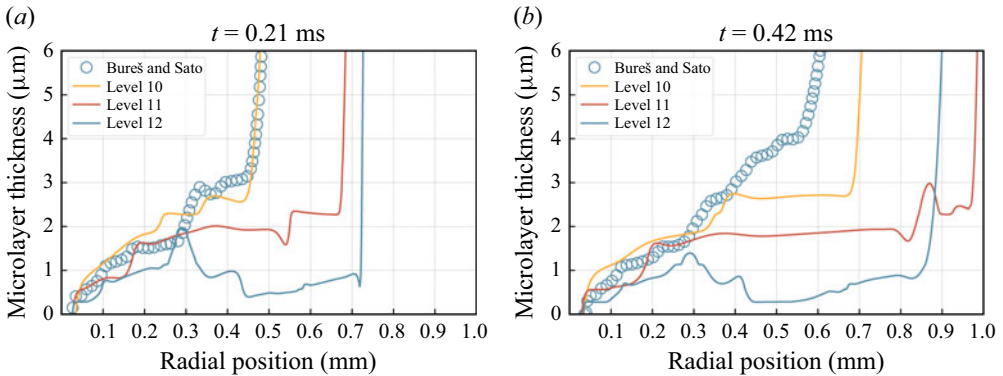 (a)
t = 0.21 ms
Microlayer thickness (μm)
6
5
4
3
2
1
0
Bureš and Sato
Level 10
Level 11
Level 12
0.1 0.2 0.3 0.4 0.5 0.6 0.7 0.8 0.9 1.0
Radial position (mm)
(b)
t = 0.42 ms
Microlayer thickness (μm)
6
5
4
3
2
1
0
Bureš and Sato
Level 10
Level 11
Level 12
0.1 0.2 0.3 0.4 0.5 0.6 0.7 0.8 0.9 1.0
Radial position (mm)